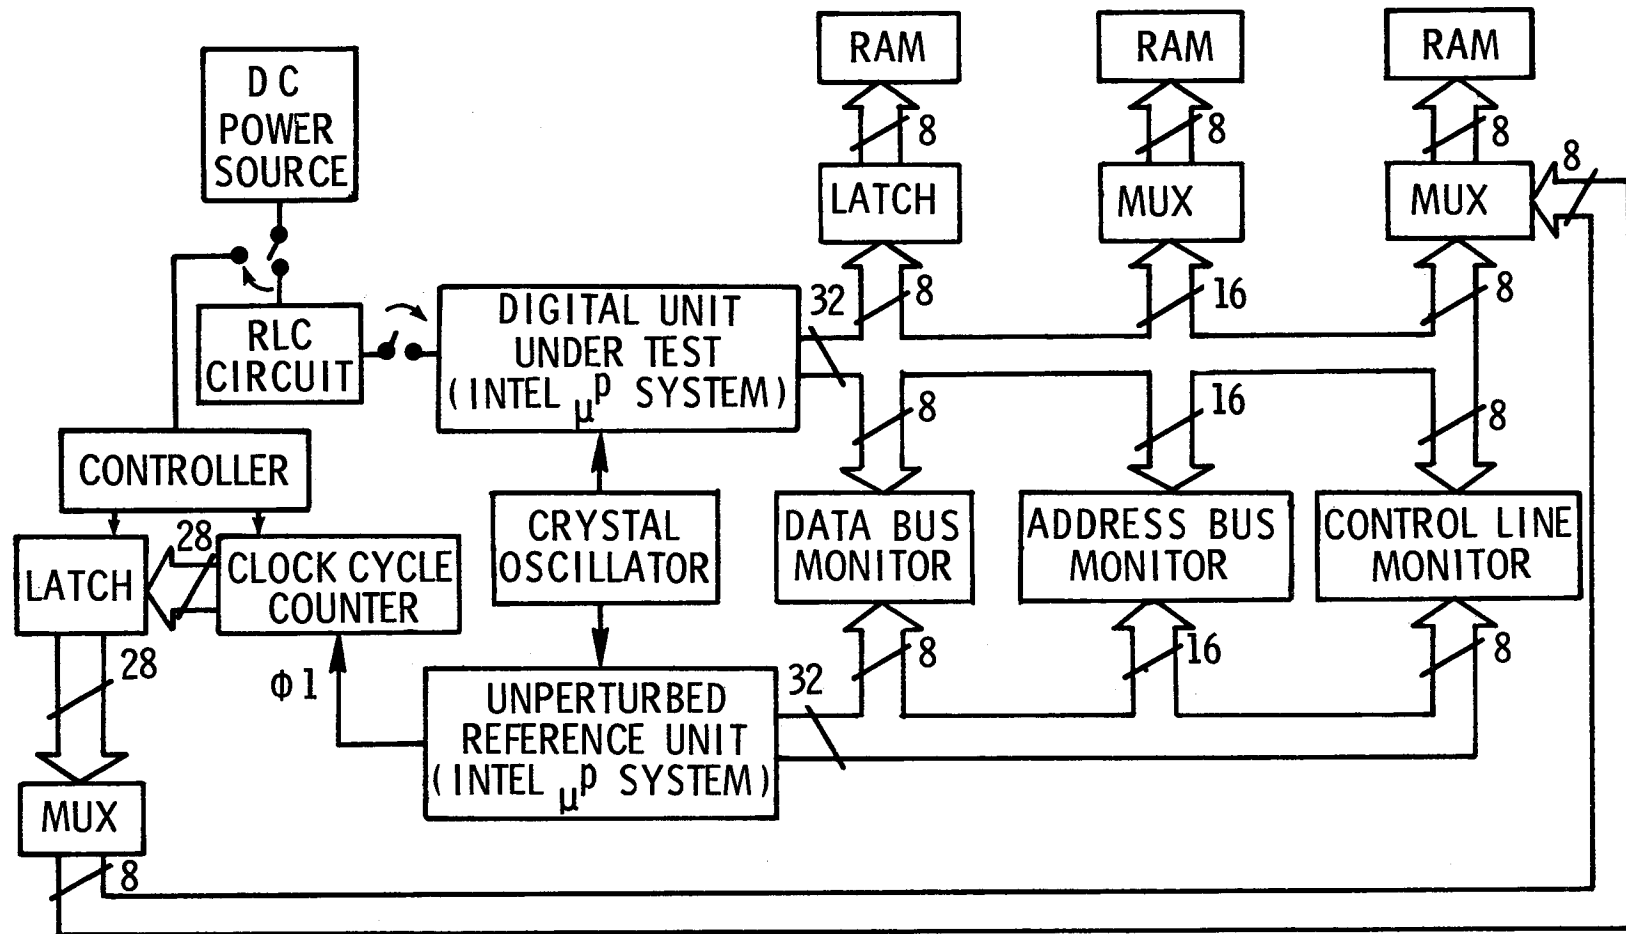 RAM
RAM
RAM
8
8
8
LATCH
MUX
MUX
8
8
16
8
DC
POWER
SOURCE
RLC
CIRCUIT
DIGITAL UNIT
UNDER TEST
(INTEL μP SYSTEM)
32
8
16
8
CONTROLLER
CRYSTAL
OSCILLATOR
DATA BUS
MONITOR
ADDRESS BUS
MONITOR
CONTROL LINE
MONITOR
LATCH
28
CLOCK CYCLE
COUNTER
28
Φ1
UNPERTURBED
REFERENCE UNIT
(INTEL μP SYSTEM)
32
8
16
8
MUX
8